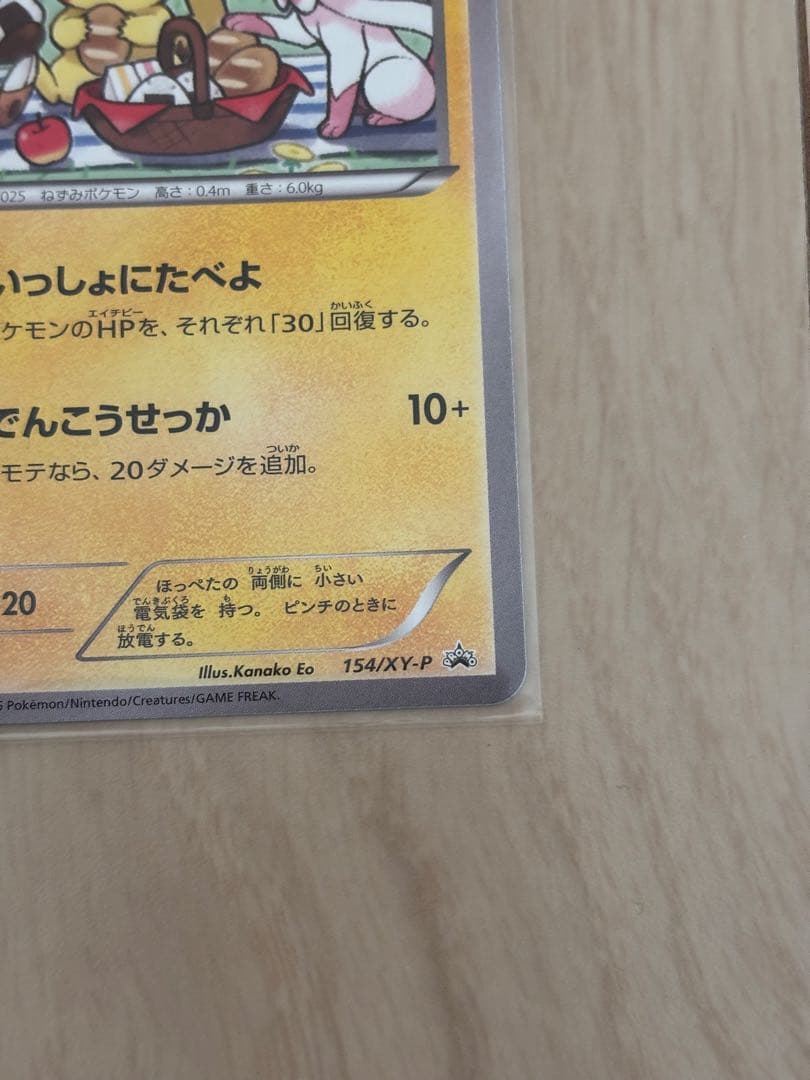 025 ねずみポケモン 高さ：0.4m 重さ：6.0kg
いっしょにたべよ
ケモンのHPを、それぞれ「30」回復する。
エイチピー かいふく
でんこうせっか 10+
モテなら、20ダメージを追加。
ついか
20
ほっぺたの 両側に 小さい
りょうがわ ちい
電気袋を 持つ。 ピンチのときに
でんきぶくろ も
放電する。
ほうでん
Illus.Kanako Eo 154/XY-P PROMO
5 Pokémon/Nintendo/Creatures/GAME FREAK.